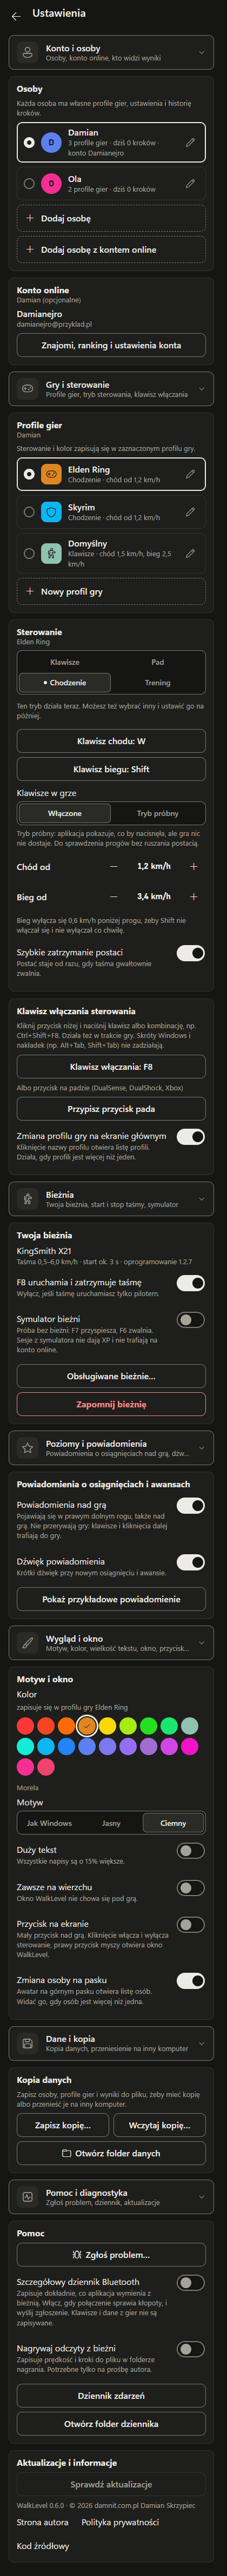 Ustawienia
Konto i osoby
Osoby, konto online, kto widzi wyniki
Osoby
Każda osoba ma własne profile gier, ustawienia i historię
kroków.
D
Damian
3 profile gier · dziś 0 kroków ·
konto Damianejro
O
Ola
2 profile gier · dziś 0 kroków
Dodaj osobę
Dodaj osobę z kontem online
Konto online
Damian (opcjonalne)
Damianejro
damianejro@przyklad.pl
Znajomi, ranking i ustawienia konta
Gry i sterowanie
Profile gier, tryb sterowania, klawisz włączania
Profile gier
Damian
Sterowanie i kolor zapisują się w zaznaczonym profilu gry.
Elden Ring
Chodzenie · chód od 1,2 km/h
Skyrim
Chodzenie · chód od 1,2 km/h
Domyślny
Klawisze · chód 1,5 km/h, bieg 2,5
km/h
Nowy profil gry
Sterowanie
Elden Ring
Klawisze
Pad
• Chodzenie
Trening
Ten tryb działa teraz. Możesz też wybrać inny i ustawić go na
później.
Klawisz chodu: W
Klawisz biegu: Shift
Klawisze w grze
Włączone
Tryb próbny
Tryb próbny: aplikacja pokazuje, co by nacisnęła, ale gra nic
nie dostaje. Do sprawdzenia progów bez ruszania postacią.
Chód od
1,2 km/h
Bieg od
3,4 km/h
Bieg wyłącza się 0,6 km/h poniżej progu, żeby Shift nie
włączał się i nie wyłączał co chwilę.
Szybkie zatrzymanie postaci
Postać staje od razu, gdy taśma gwałtownie
zwalnia.
Klawisz włączania sterowania
Kliknij przycisk niżej i naciśnij klawisz albo kombinację, np.
Ctrl+Shift+F8. Działa też w trakcie gry. Skróty Windows i
nakładek (np. Alt+Tab, Shift+Tab) nie zadziałają.
Klawisz włączania: F8
Albo przycisk na padzie (DualSense, DualShock, Xbox)
Przypisz przycisk pada
Zmiana profilu gry na ekranie głównym
Kliknięcie nazwy profilu otwiera listę profili.
Działa, gdy profili jest więcej niż jeden.
Bieżnia
Twoja bieżnia, start i stop taśmy, symulator
Twoja bieżnia
KingSmith X21
Taśma 0,5–6,0 km/h · start ok. 3 s · oprogramowanie 1.2.7
F8 uruchamia i zatrzymuje taśmę
Wyłącz, jeśli taśmę uruchamiasz tylko pilotem.
Symulator bieżni
Próba bez bieżni. F7 przyspiesza, F6 zwalnia.
Sesje z symulatora nie dają XP i nie trafiają na
konto online.
Obsługiwane bieżnie...
Zapomnij bieżnię
Poziomy i powiadomienia
Powiadomienia o osiągnięciach nad grą, dźw...
Powiadomienia o osiągnięciach i awansach
Powiadomienia nad grą
Pojawiają się w prawym dolnym rogu, także nad
grą. Nie przerywają gry: klawisze i kliknięcia dalej
trafiają do gry.
Dźwięk powiadomienia
Krótki dźwięk przy nowym osiągnięciu i awansie.
Pokaż przykładowe powiadomienie
Wygląd i okno
Motyw, kolor, wielkość tekstu, okno, przycisk...
Motyw i okno
Kolor
zapisuje się w profilu gry Elden Ring
Morela
Motyw
Jak Windows
Jasny
Ciemny
Duży tekst
Wszystkie napisy są o 15% większe.
Zawsze na wierzchu
Okno WalkLevel nie chowa się pod grą.
Przycisk na ekranie
Mały przycisk nad grą. Kliknięcie włącza i wyłącza
sterowanie, prawy przycisk myszy otwiera okno
WalkLevel.
Zmiana osoby na pasku
Awatar na górnym pasku otwiera listę osób.
Widać go, gdy osób jest więcej niż jedna.
Dane i kopia
Kopia danych, przeniesienie na inny komputer
Kopia danych
Zapisz osoby, profile gier i wyniki do pliku, żeby mieć kopię
albo przenieść je na inny komputer.
Zapisz kopię...
Wczytaj kopię...
Otwórz folder danych
Pomoc i diagnostyka
Zgłoś problem, dziennik, aktualizacje
Pomoc
Zgłoś problem...
Szczegółowy dziennik Bluetooth
Zapisuje dokładnie, co aplikacja wymienia z
bieżnią. Włącz, gdy połączenie sprawia kłopoty, i
wyślij zgłoszenie. Klawisze i dane z gier nie są
zapisywane.
Nagrywaj odczyty z bieżni
Zapisuje prędkość i kroki do pliku w folderze
nagrania. Potrzebne tylko na prośbę autora.
Dziennik zdarzeń
Otwórz folder dziennika
Aktualizacje i informacje
Sprawdź aktualizacje
WalkLevel 0.6.0 · © 2026 damnit.com.pl Damian Skrzypiec
Strona autora
Polityka prywatności
Kod źródłowy